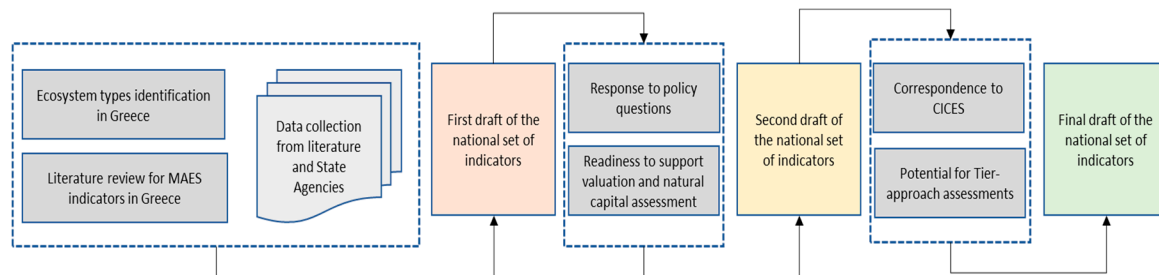 Ecosystem types identification
in Greece
Literature review for MAES
indicators in Greece
Data collection
from literature
and State
Agencies
First draft of the
national set of
indicators
Response to policy
questions
Readiness to support
valuation and natural
capital assessment
Second draft of
the national set
of indicators
Correspondence to
CICES
Potential for Tier-
approach assessments
Final draft of the
national set of
indicators